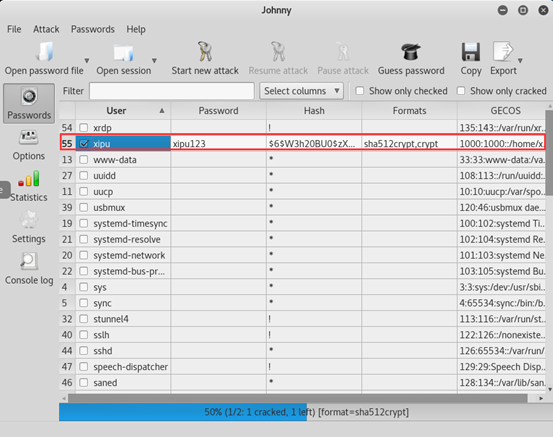 Johnny
File Attack Passwords Help
Open password file Open session Start new attack Resume attack Pause attack Guess password Copy Export
Filter Select columns Show only checked Show only cracked
Passwords
Options
Statistics
Settings
Console log
User Password Hash Formats GECOS
54 xrdp ! 135:143::/var/run/xr...
55 xipu xipu123 $6$W3h20BU0$zX... sha512crypt,crypt 1000:1000::/home/x...
13 www-data * 33:33:www-data:/va...
27 uuidd * 108:113::/run/uuidd:...
11 uucp * 10:10:uucp:/var/spo...
39 usbmux * 120:46:usbmux dae...
19 systemd-timesync * 100:102:systemd Ti...
21 systemd-resolve * 102:104:systemd Re...
20 systemd-network * 101:103:systemd Ne...
22 systemd-bus-pr... * 103:105:systemd Bu...
4 sys * 3:3:sys:/dev:/usr/sbi...
5 sync * 4:65534:sync:/bin:/b...
32 stunnel4 ! 113:116::/var/run/st...
40 sslh ! 122:126::/nonexiste...
44 sshd * 126:65534::/var/run/...
47 speech-dispatcher ! 129:29:Speech Disp...
46 saned * 128:134::/var/lib/san...
50% (1/2: 1 cracked, 1 left) [format=sha512crypt]